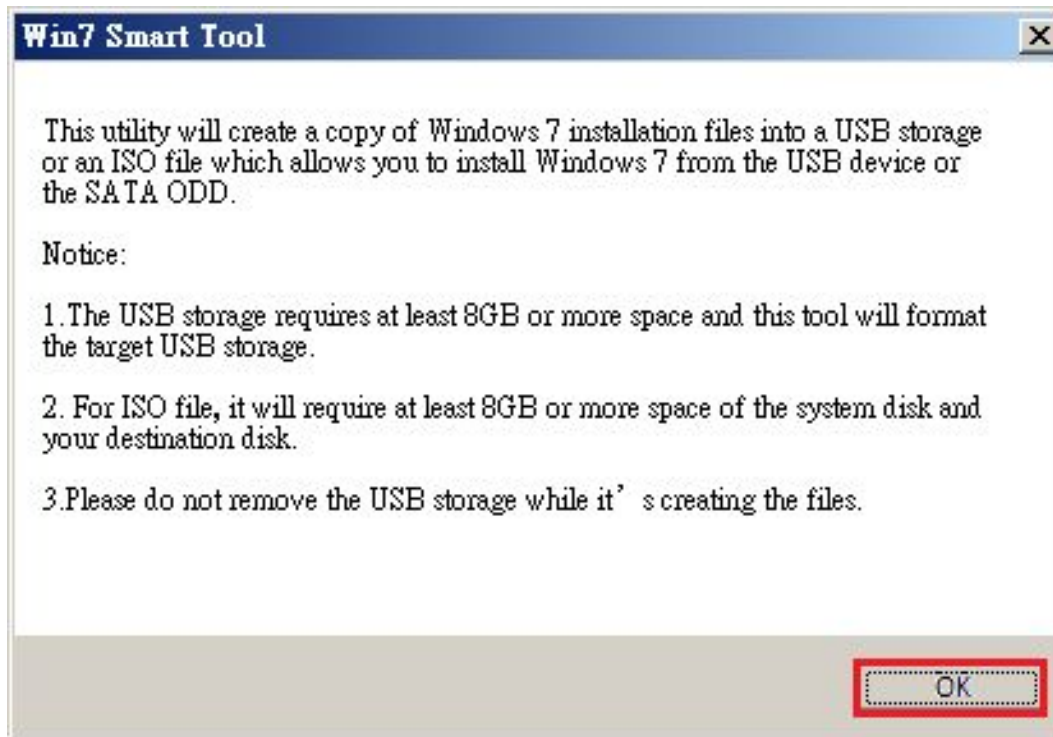 Win7 Smart Tool
This utility will create a copy of Windows 7 installation files into a USB storage
or an ISO file which allows you to install Windows 7 from the USB device or
the SATA ODD.
Notice:
1.The USB storage requires at least 8GB or more space and this tool will format
the target USB storage.
2. For ISO file, it will require at least 8GB or more space of the system disk and
your destination disk.
3.Please do not remove the USB storage while it’ s creating the files.
OK